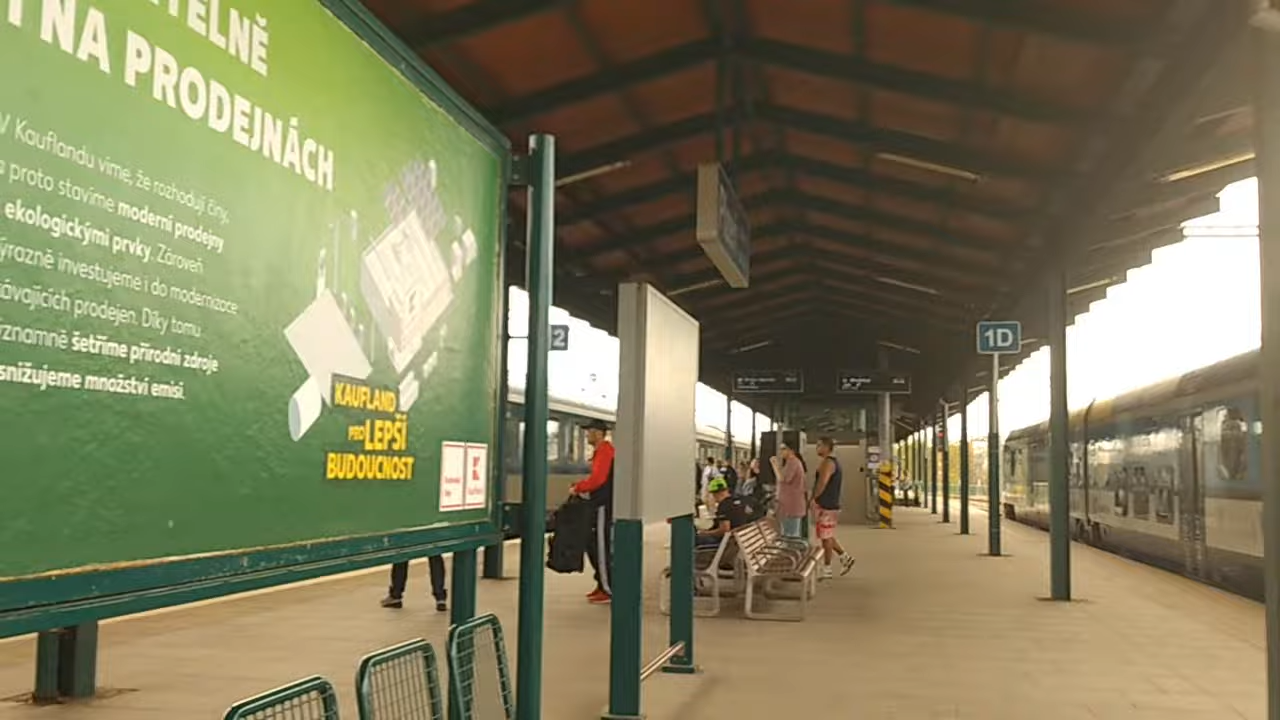 TELNĚ
NA PRODEJNÁCH
V Kauflandu víme, že rozhodují činy,
a proto stavíme moderní prodejny
ekologickými prvky. Zároveň
výrazně investujeme i do modernizace
stávajících prodejen. Díky tomu
významně šetříme přírodní zdroje
snižujeme množství emisí.
KAUFLAND
PRO LEPŠÍ
BUDOUCNOST
2
1D